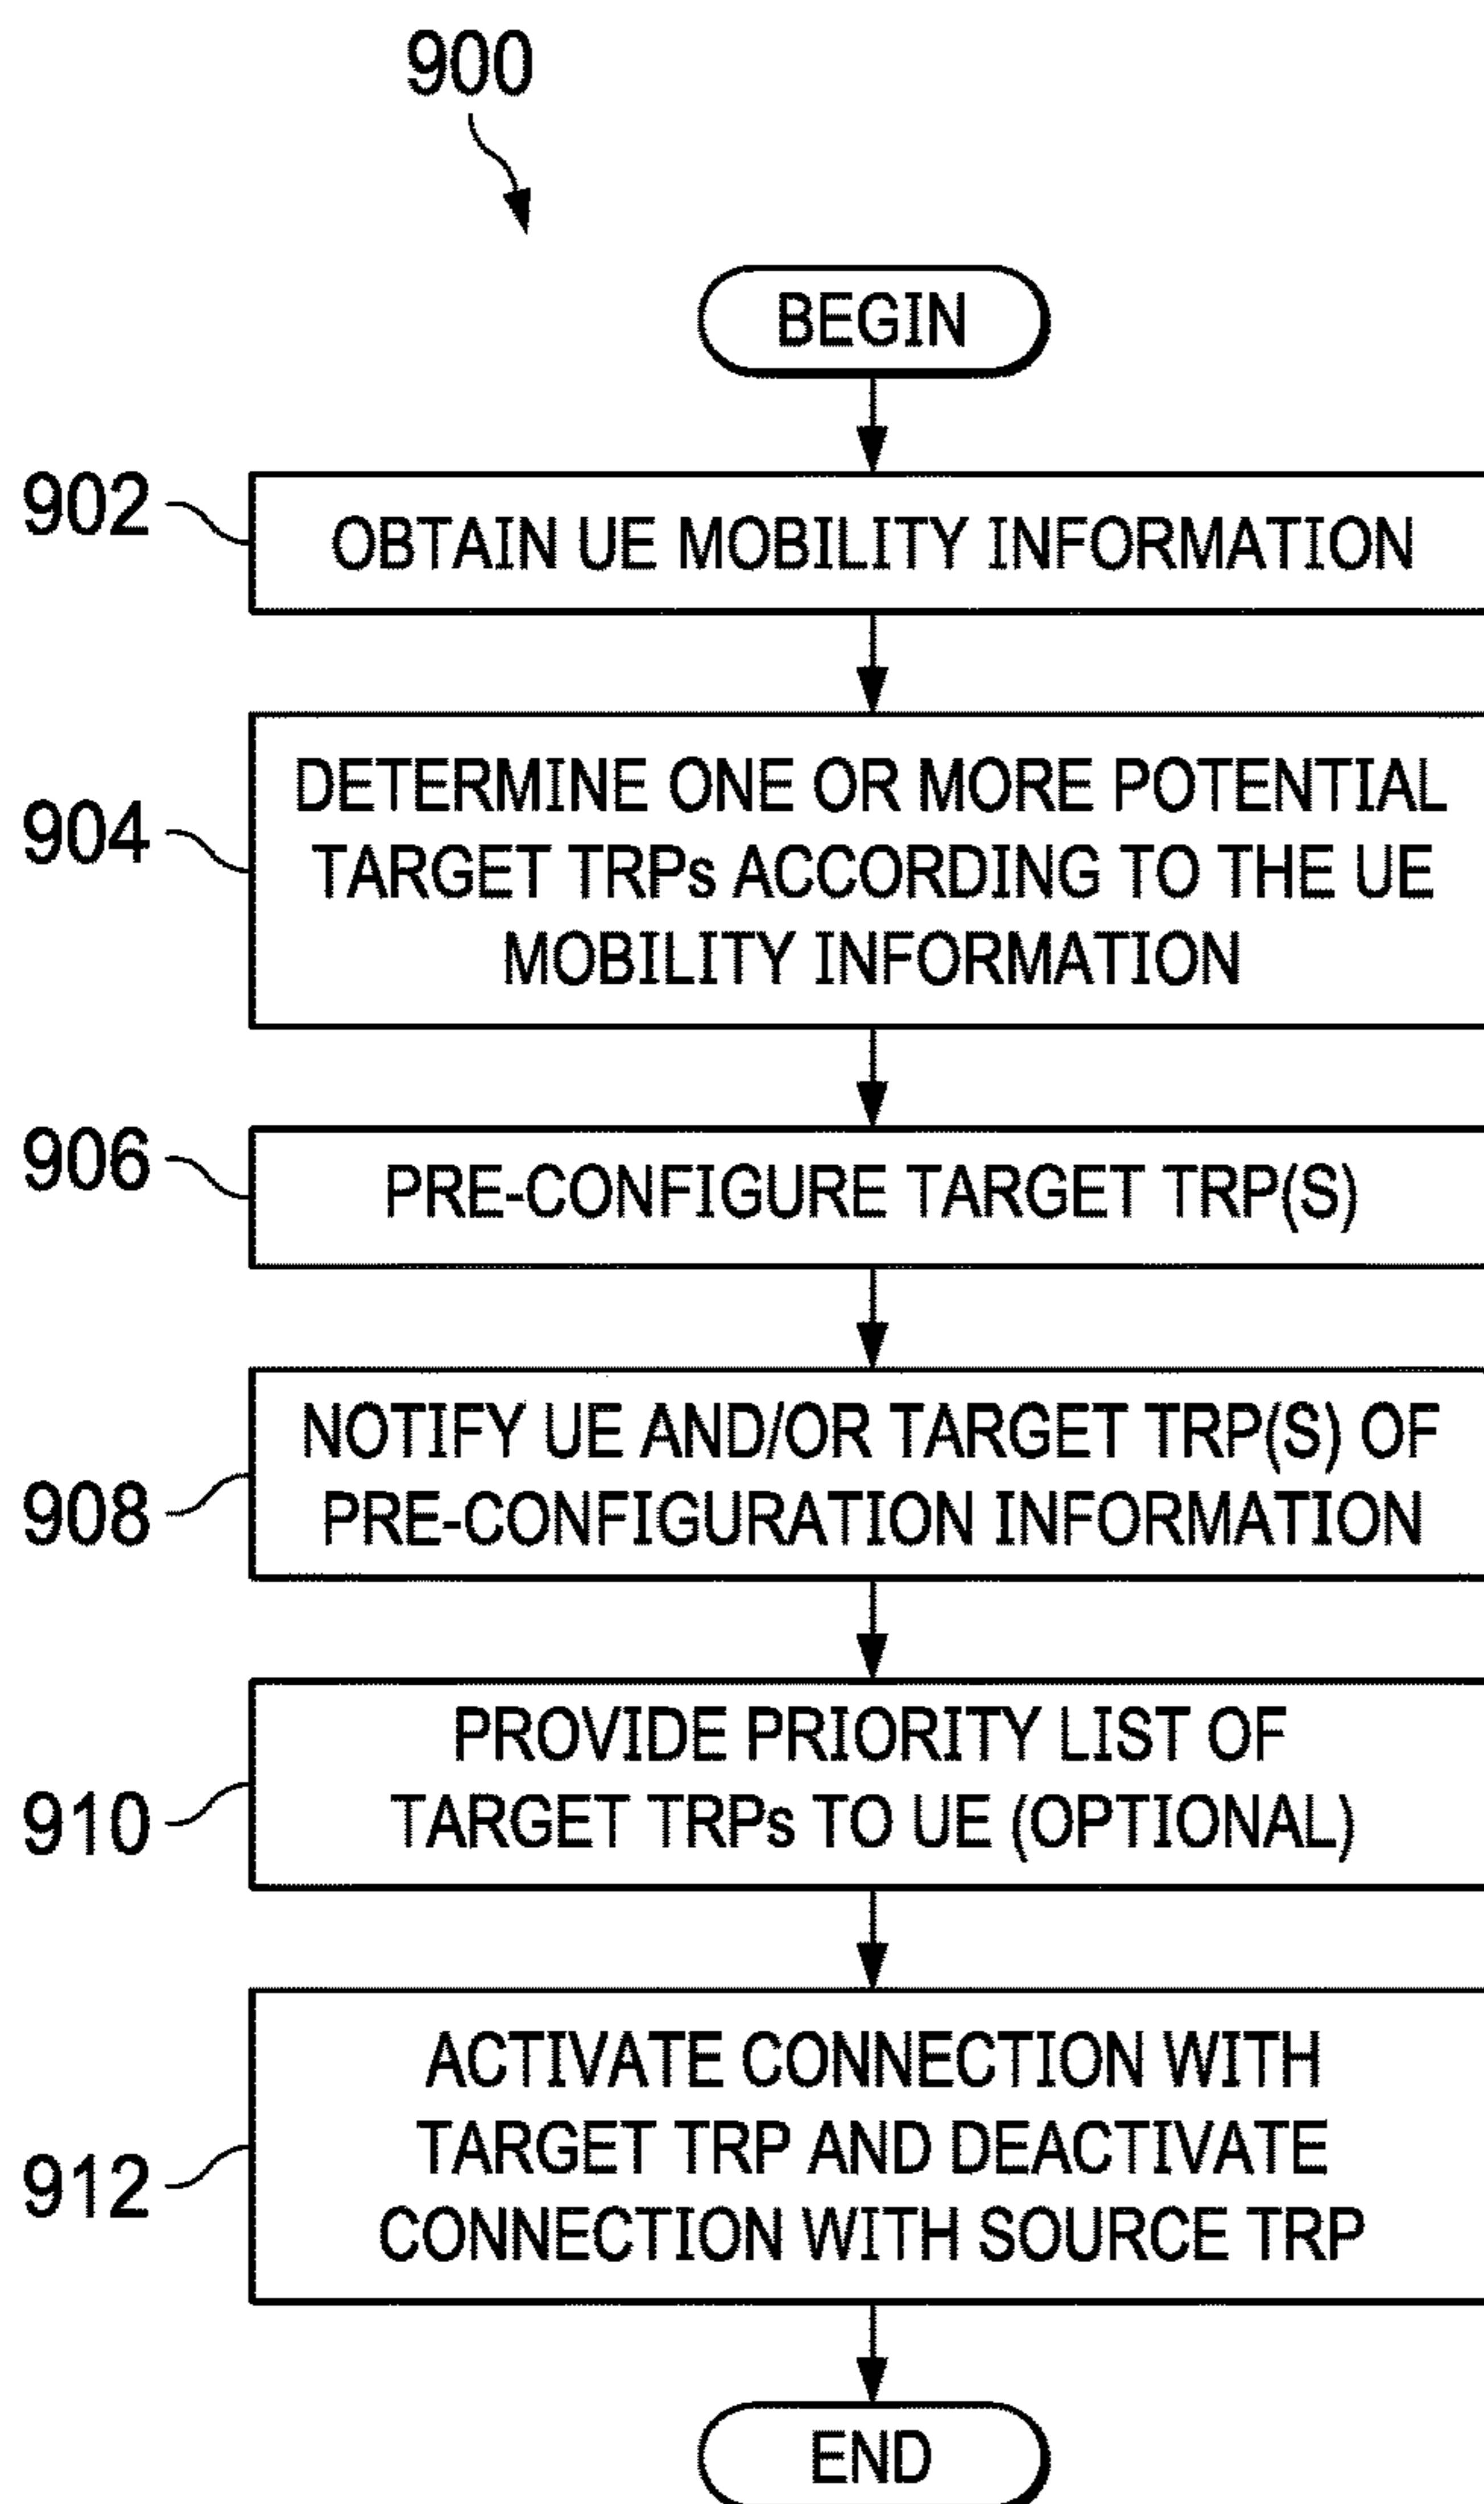 900
BEGIN
902
OBTAIN UE MOBILITY INFORMATION
904
DETERMINE ONE OR MORE POTENTIAL
TARGET TRPs ACCORDING TO THE UE
MOBILITY INFORMATION
906
PRE-CONFIGURE TARGET TRP(S)
908
NOTIFY UE AND/OR TARGET TRP(S) OF
PRE-CONFIGURATION INFORMATION
910
PROVIDE PRIORITY LIST OF
TARGET TRPs TO UE (OPTIONAL)
912
ACTIVATE CONNECTION WITH
TARGET TRP AND DEACTIVATE
CONNECTION WITH SOURCE TRP
END